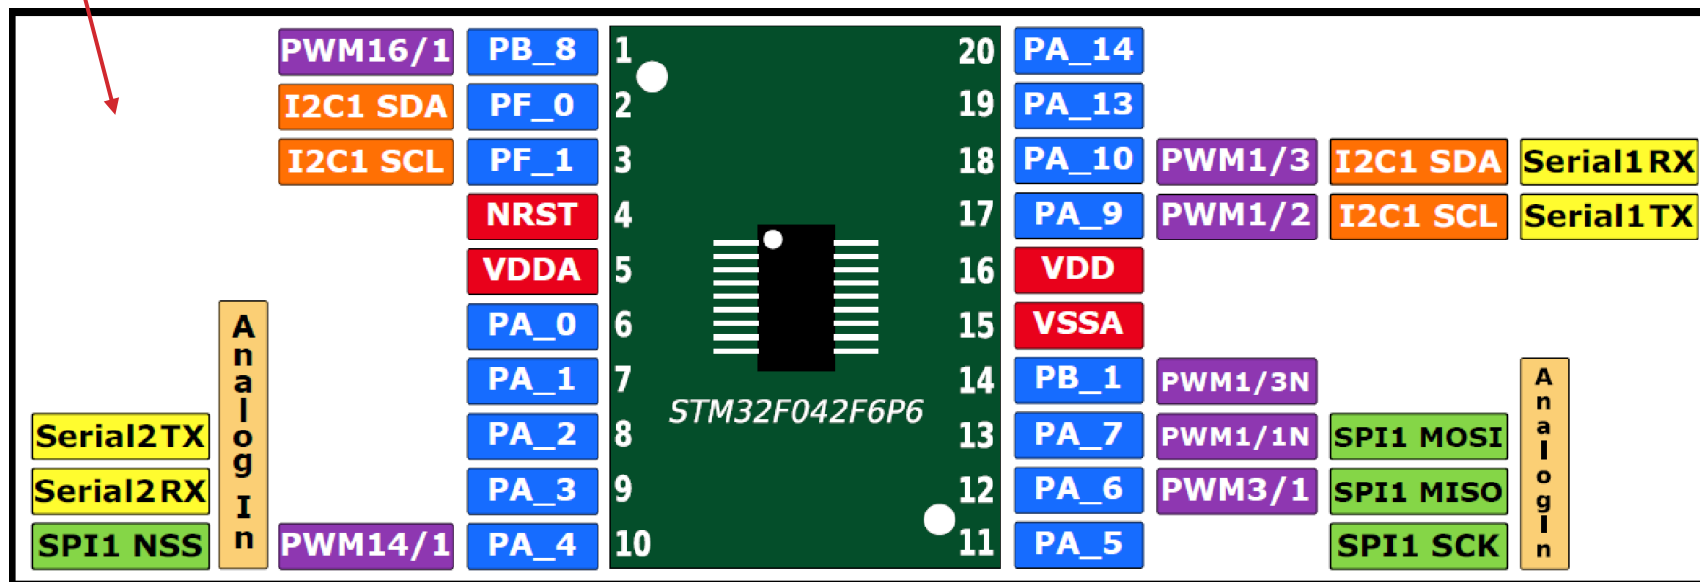 PWM16/1 PB_8 1 20 PA_14
I2C1 SDA PF_0 2 19 PA_13
I2C1 SCL PF_1 3 18 PA_10 PWM1/3 I2C1 SDA Serial1RX
NRST 4 17 PA_9 PWM1/2 I2C1 SCL Serial1TX
VDDA 5 16 VDD
PA_0 6 15 VSSA
PA_1 7 14 PB_1 PWM1/3N
STM32F042F6P6
Serial2TX PA_2 8 13 PA_7 PWM1/1N SPI1 MOSI
Serial2RX PA_3 9 12 PA_6 PWM3/1 SPI1 MISO
SPI1 NSS PWM14/1 PA_4 10 11 PA_5 SPI1 SCK
Analog In
AnalogIn